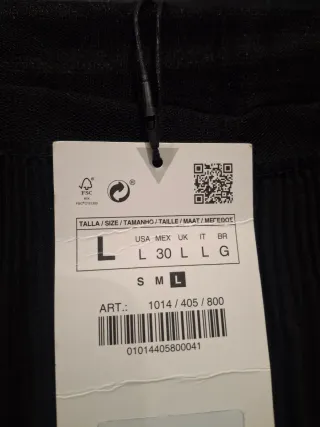 FSC
®
TALLA / SIZE / TAMANHO / TAILLE / MAAT / ΜΕΓΕΘΟΣ
L
USA MEX UK IT BR
L 30 L L G
S M L
ART.: 1014 / 405 / 800
01014405800041